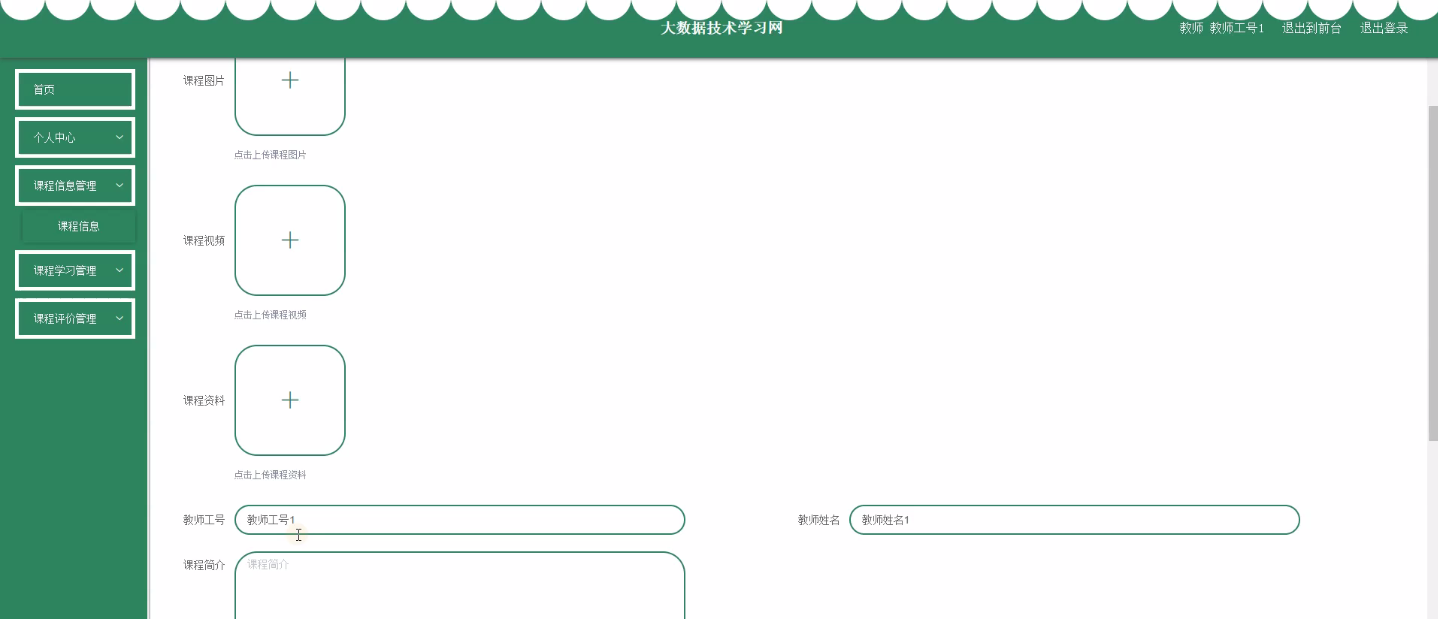 大数据技术学习网
教师 教师工号1 退出到前台 退出登录
首页
个人中心
课程信息管理
课程信息
课程学习管理
课程评价管理
课程图片
点击上传课程图片
课程视频
点击上传课程视频
课程资料
点击上传课程资料
教师工号 教师工号1
教师姓名 教师姓名1
课程简介 课程简介